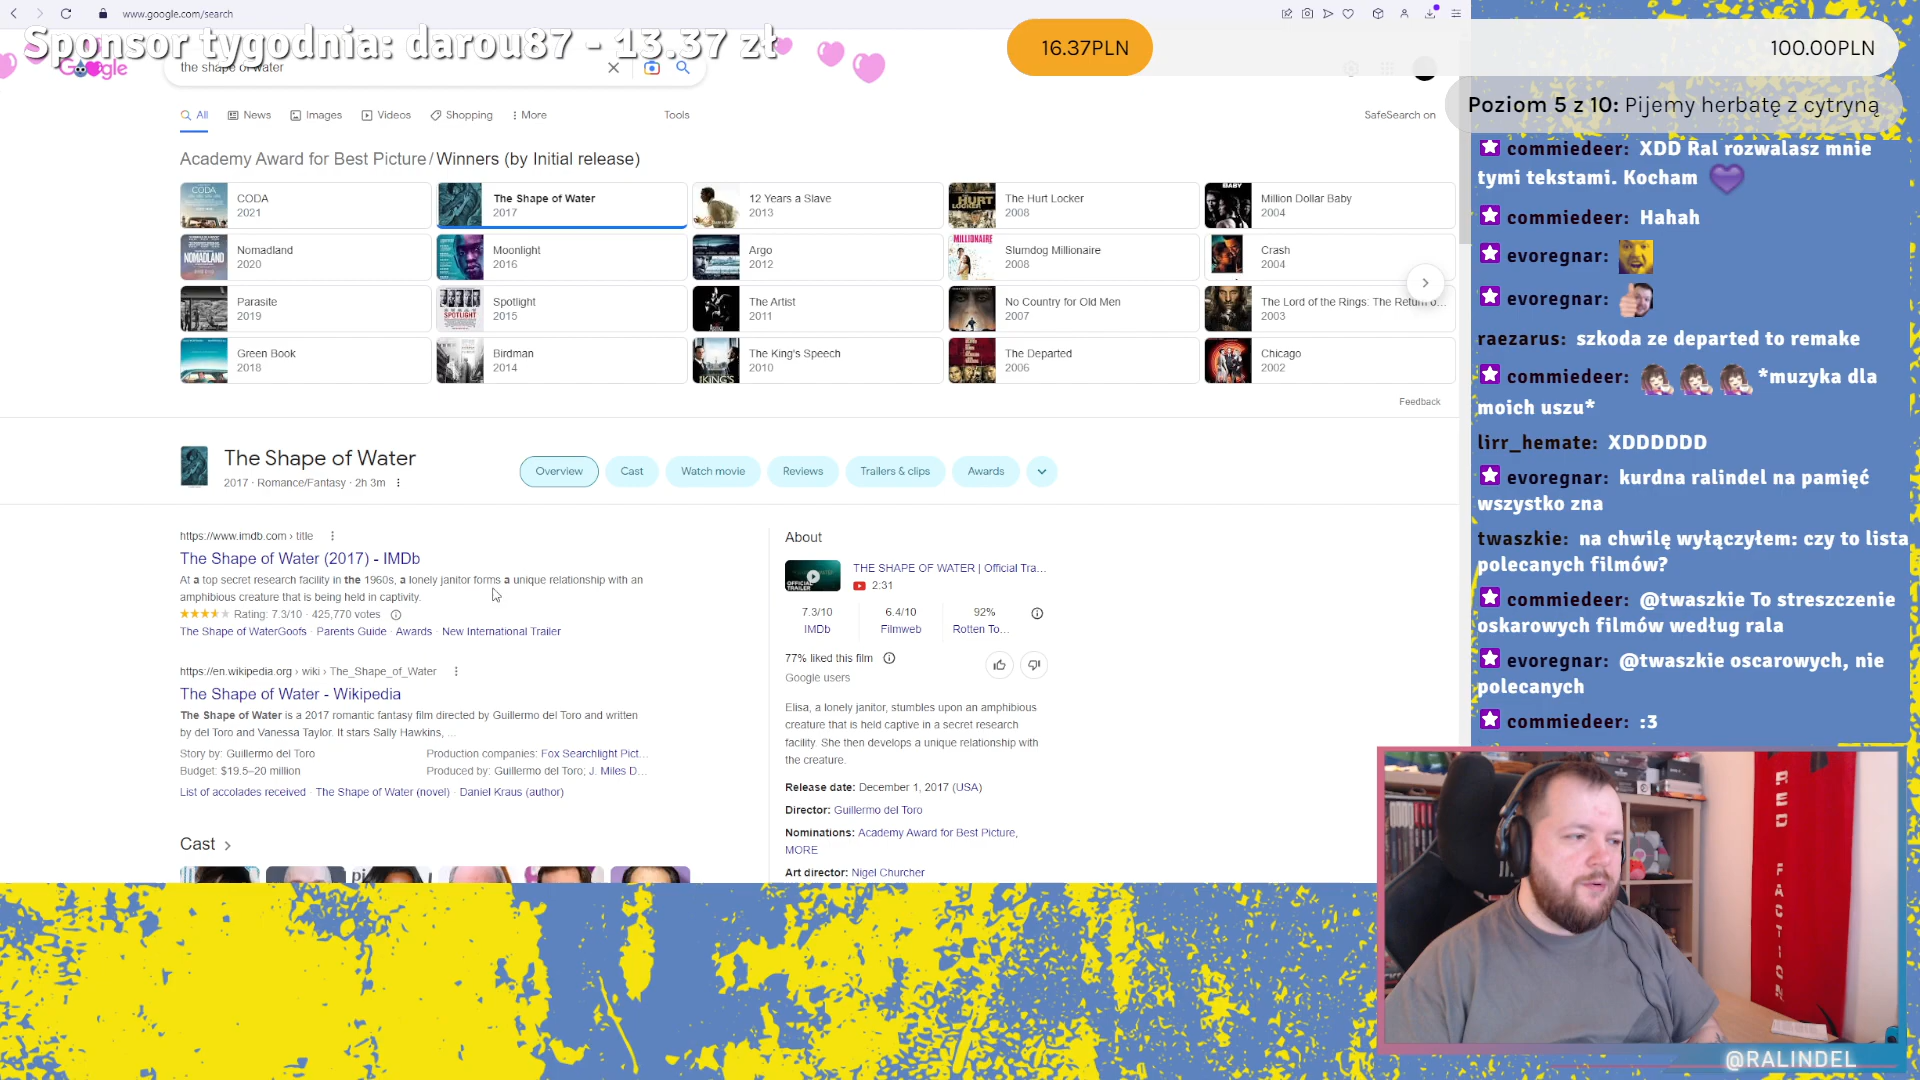 www.google.com/search
Sponsor tygodnia: darou87 - 13.37 zł
Google
the shape of water
16.37PLN
100.00PLN
Poziom 5 z 10: Pijemy herbatę z cytryną
All
News
Images
Videos
Shopping
More
Tools
SafeSearch on
Academy Award for Best Picture / Winners (by Initial release)
CODA
2021
The Shape of Water
2017
12 Years a Slave
2013
The Hurt Locker
2008
Million Dollar Baby
2004
Nomadland
2020
Moonlight
2016
Argo
2012
Slumdog Millionaire
2008
Crash
2004
Parasite
2019
Spotlight
2015
The Artist
2011
No Country for Old Men
2007
The Lord of the Rings: The Return o...
2003
Green Book
2018
Birdman
2014
The King's Speech
2010
The Departed
2006
Chicago
2002
Feedback
The Shape of Water
2017 · Romance/Fantasy · 2h 3m
Overview
Cast
Watch movie
Reviews
Trailers & clips
Awards
https://www.imdb.com › title
The Shape of Water (2017) - IMDb
At a top secret research facility in the 1960s, a lonely janitor forms a unique relationship with an
amphibious creature that is being held in captivity.
Rating: 7.3/10 · 425,770 votes
The Shape of WaterGoofs · Parents Guide · Awards · New International Trailer
https://en.wikipedia.org › wiki › The_Shape_of_Water
The Shape of Water - Wikipedia
The Shape of Water is a 2017 romantic fantasy film directed by Guillermo del Toro and written
by del Toro and Vanessa Taylor. It stars Sally Hawkins, ...
Story by: Guillermo del Toro
Production companies: Fox Searchlight Pict...
Budget: $19.5–20 million
Produced by: Guillermo del Toro; J. Miles D...
List of accolades received · The Shape of Water (novel) · Daniel Kraus (author)
Cast
About
OFFICIAL TRAILER
THE SHAPE OF WATER | Official Tra...
2:31
7.3/10
IMDb
6.4/10
Filmweb
92%
Rotten To...
77% liked this film
Google users
Elisa, a lonely janitor, stumbles upon an amphibious
creature that is held captive in a secret research
facility. She then develops a unique relationship with
the creature.
Release date: December 1, 2017 (USA)
Director: Guillermo del Toro
Nominations: Academy Award for Best Picture,
MORE
Art director: Nigel Churcher
commiedeer: XDD Ral rozwalasz mnie
tymi tekstami. Kocham
commiedeer: Hahah
evoregnar:
evoregnar:
raezarus: szkoda ze departed to remake
commiedeer: *muzyka dla
moich uszu*
lirr_hemate: XDDDDDD
evoregnar: kurdna ralindel na pamięć
wszystko zna
twaszkie: na chwilę wyłączyłem: czy to lista
polecanych filmów?
commiedeer: @twaszkie To streszczenie
oskarowych filmów według rala
evoregnar: @twaszkie oscarowych, nie
polecanych
commiedeer: :3
RED
FACTION
@RALINDEL